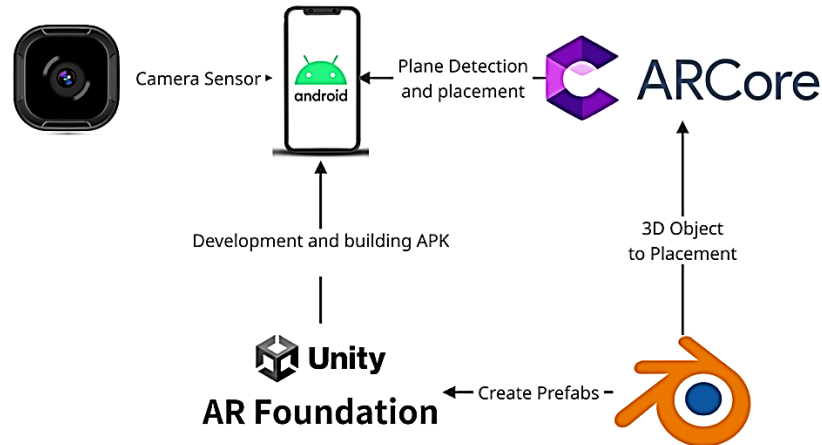 Camera Sensor
android
Plane Detection
and placement
ARCore
Development and building APK
3D Object
to Placement
Unity
AR Foundation
Create Prefabs